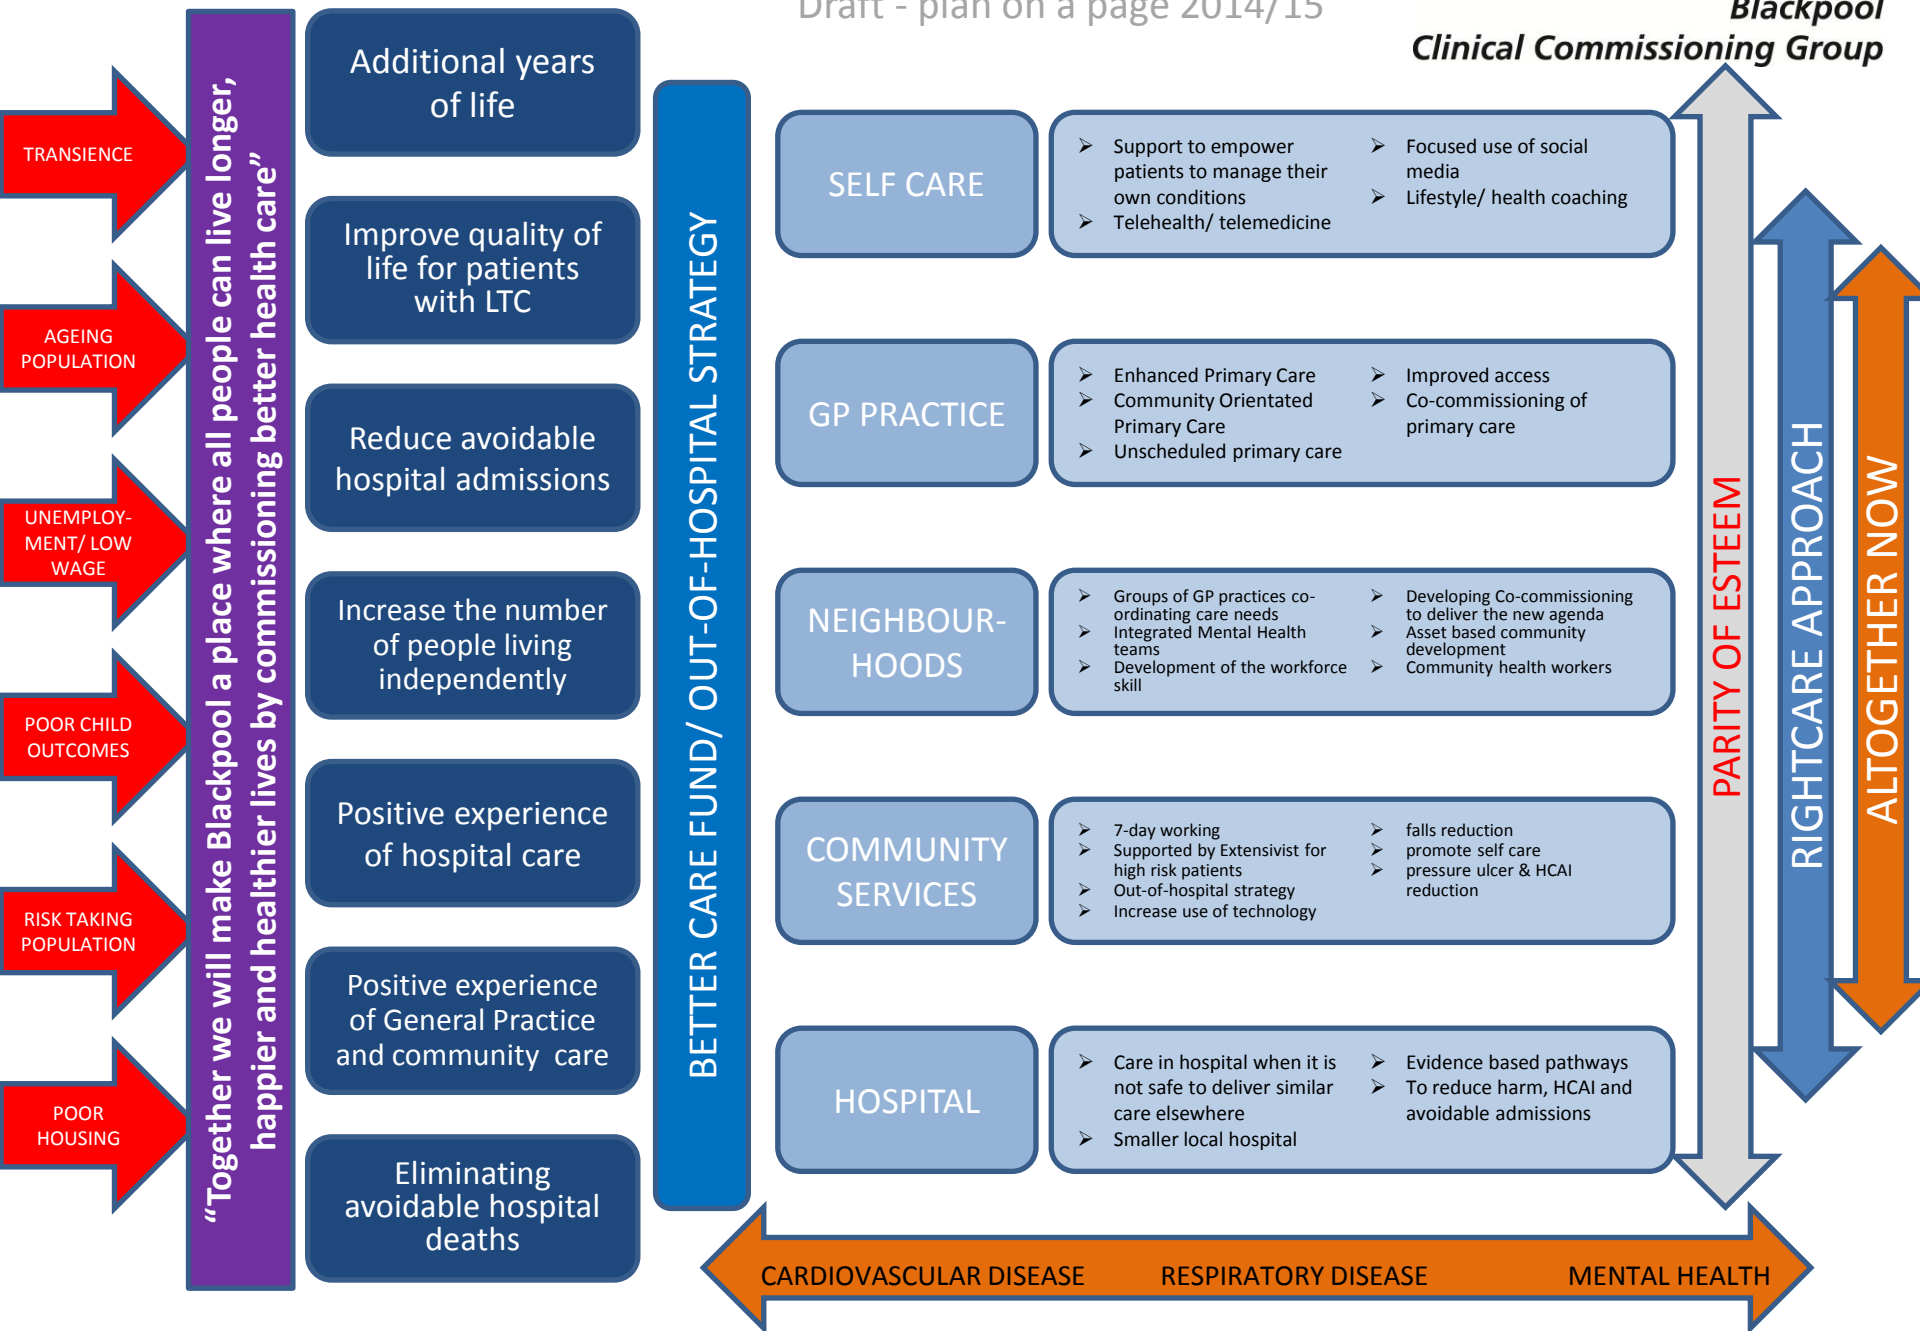 Draft - plan on a page 2014/15
Blackpool
Clinical Commissioning Group
TRANSIENCE
AGEING
POPULATION
UNEMPLOY-
MENT/ LOW
WAGE
POOR CHILD
OUTCOMES
RISK TAKING
POPULATION
POOR
HOUSING
“Together we will make Blackpool a place where all people can live longer,
happier and healthier lives by commissioning better health care”
Additional years
of life
Improve quality of
life for patients
with LTC
Reduce avoidable
hospital admissions
Increase the number
of people living
independently
Positive experience
of hospital care
Positive experience
of General Practice
and community care
Eliminating
avoidable hospital
deaths
BETTER CARE FUND/ OUT-OF-HOSPITAL STRATEGY
SELF CARE
➢ Support to empower
patients to manage their
own conditions
➢ Telehealth/ telemedicine
➢ Focused use of social
media
➢ Lifestyle/ health coaching
GP PRACTICE
➢ Enhanced Primary Care
➢ Community Orientated
Primary Care
➢ Unscheduled primary care
➢ Improved access
➢ Co-commissioning of
primary care
NEIGHBOUR-
HOODS
➢ Groups of GP practices co-
ordinating care needs
➢ Integrated Mental Health
teams
➢ Development of the workforce
skill
➢ Developing Co-commissioning
to deliver the new agenda
➢ Asset based community
development
➢ Community health workers
COMMUNITY
SERVICES
➢ 7-day working
➢ Supported by Extensivist for
high risk patients
➢ Out-of-hospital strategy
➢ Increase use of technology
➢ falls reduction
➢ promote self care
➢ pressure ulcer & HCAI
reduction
HOSPITAL
➢ Care in hospital when it is
not safe to deliver similar
care elsewhere
➢ Smaller local hospital
➢ Evidence based pathways
➢ To reduce harm, HCAI and
avoidable admissions
PARITY OF ESTEEM
RIGHTCARE APPROACH
ALTOGETHER NOW
CARDIOVASCULAR DISEASE
RESPIRATORY DISEASE
MENTAL HEALTH